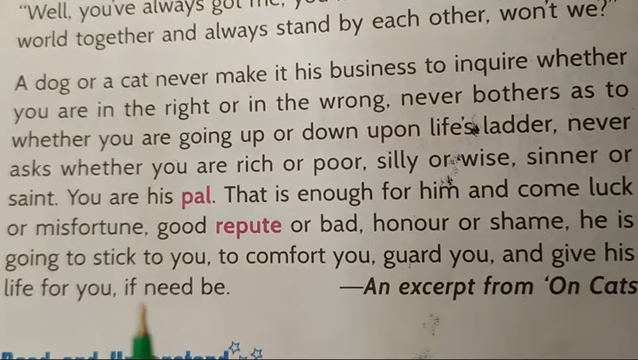 "Well, you've always got me,
world together and always stand by each other, won't we?"
A dog or a cat never make it his business to inquire whether
you are in the right or in the wrong, never bothers as to
whether you are going up or down upon life's ladder, never
asks whether you are rich or poor, silly or wise, sinner or
saint. You are his pal. That is enough for him and come luck
or misfortune, good repute or bad, honour or shame, he is
going to stick to you, to comfort you, guard you, and give his
life for you, if need be.
—An excerpt from 'On Cats
Read and Understand